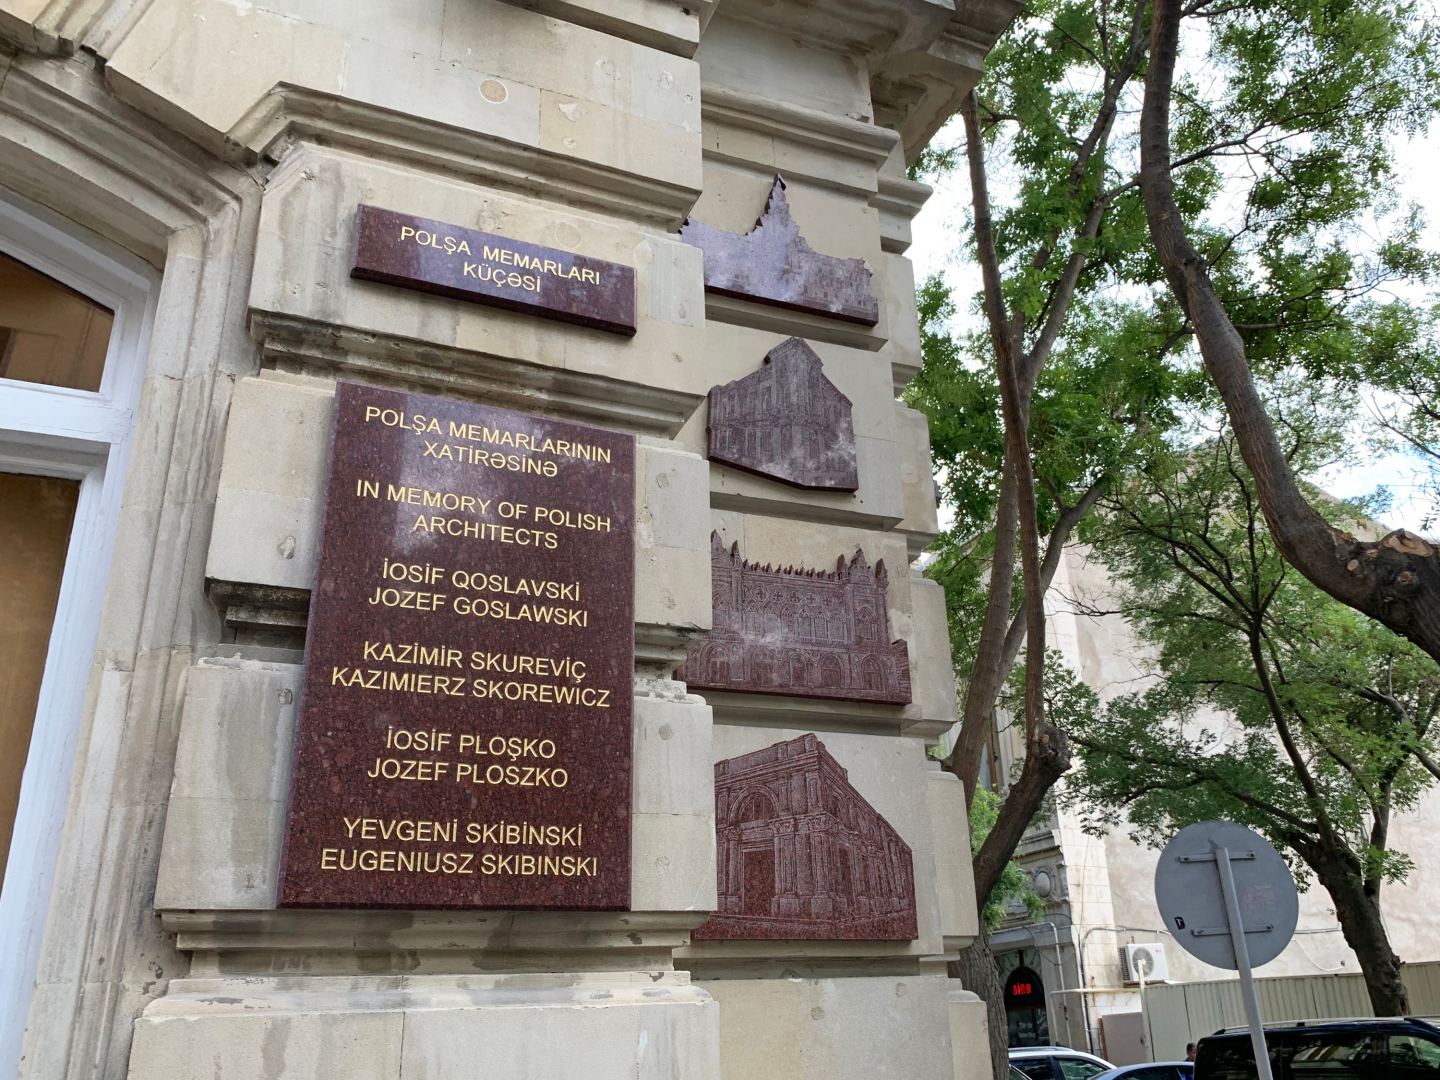 POLŞA MEMARLARI
KÜÇƏSİ
POLŞA MEMARLARININ
XATİRƏSİNƏ
IN MEMORY OF POLISH
ARCHITECTS
İOSİF QOSLAVSKİ
JOZEF GOSLAWSKI
KAZİMİR SKUREVİÇ
KAZIMIERZ SKOREWICZ
İOSİF PLOŞKO
JOZEF PLOSZKO
YEVGENİ SKİBİNSKİ
EUGENIUSZ SKIBINSKI